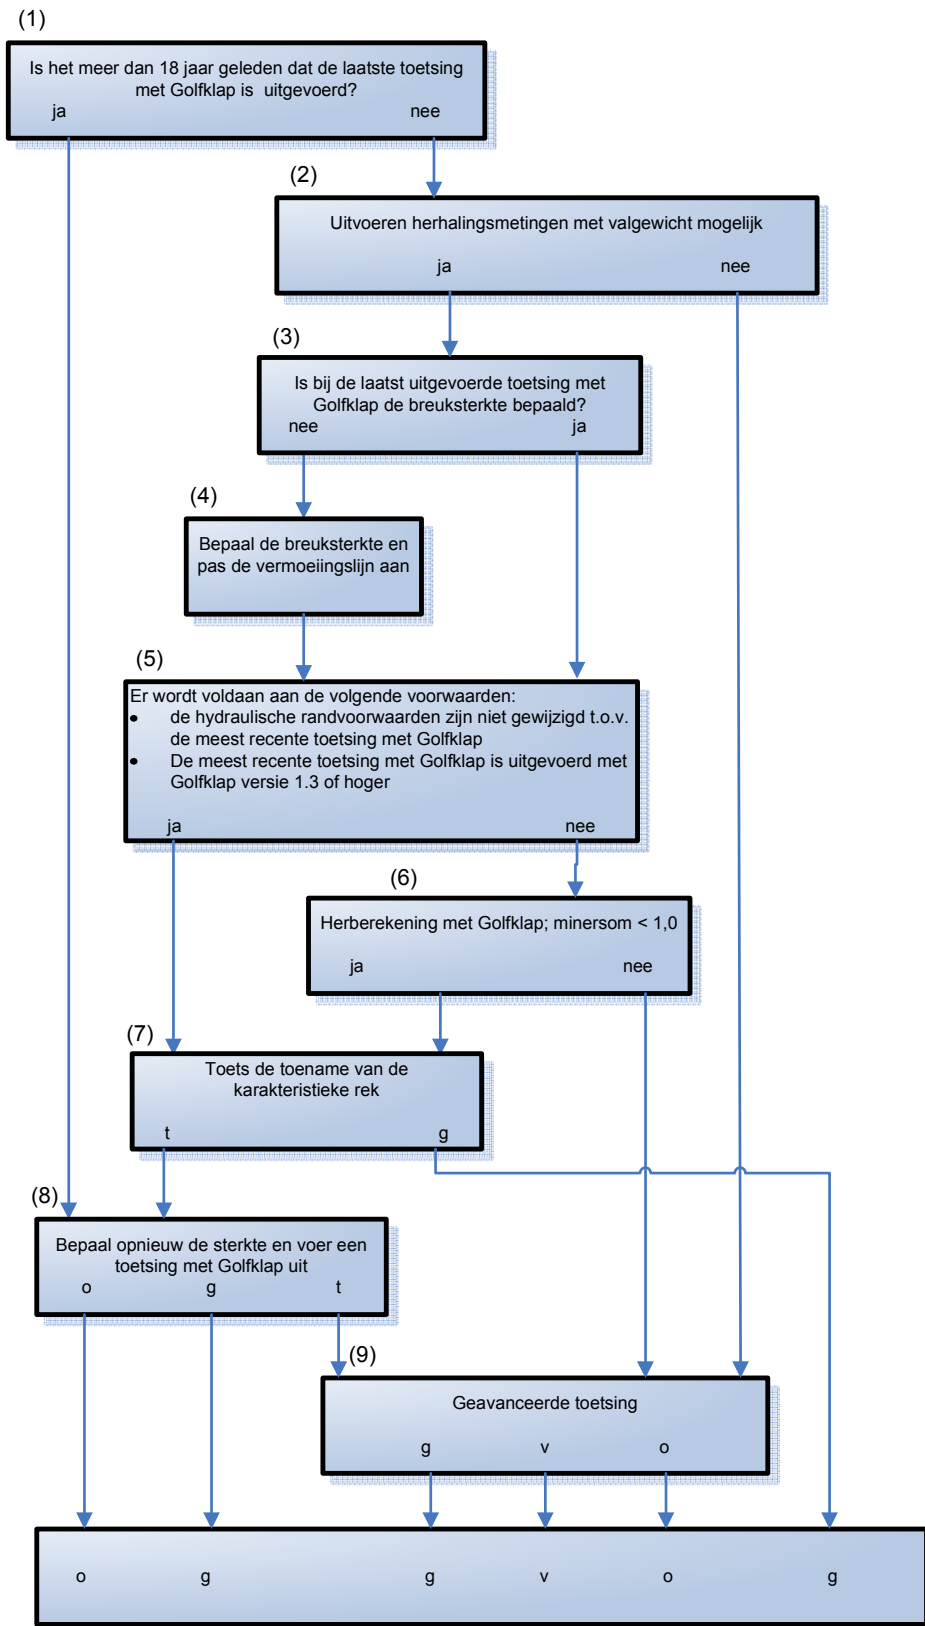 (1)
Is het meer dan 18 jaar geleden dat de laatste toetsing
met Golfklap is uitgevoerd?
ja nee
(2)
Uitvoeren herhalingsmetingen met valgewicht mogelijk
ja nee
(3)
Is bij de laatst uitgevoerde toetsing met
Golfklap de breuksterkte bepaald?
nee ja
(4)
Bepaal de breuksterkte en
pas de vermoeiingslijn aan
(5)
Er wordt voldaan aan de volgende voorwaarden:
• de hydraulische randvoorwaarden zijn niet gewijzigd t.o.v.
de meest recente toetsing met Golfklap
• De meest recente toetsing met Golfklap is uitgevoerd met
Golfklap versie 1.3 of hoger
ja nee
(6)
Herberekening met Golfklap; minersom < 1,0
ja nee
(7)
Toets de toename van de
karakteristieke rek
t g
(8)
Bepaal opnieuw de sterkte en voer een
toetsing met Golfklap uit
o g t
(9)
Geavanceerde toetsing
g v o
o g g v o g